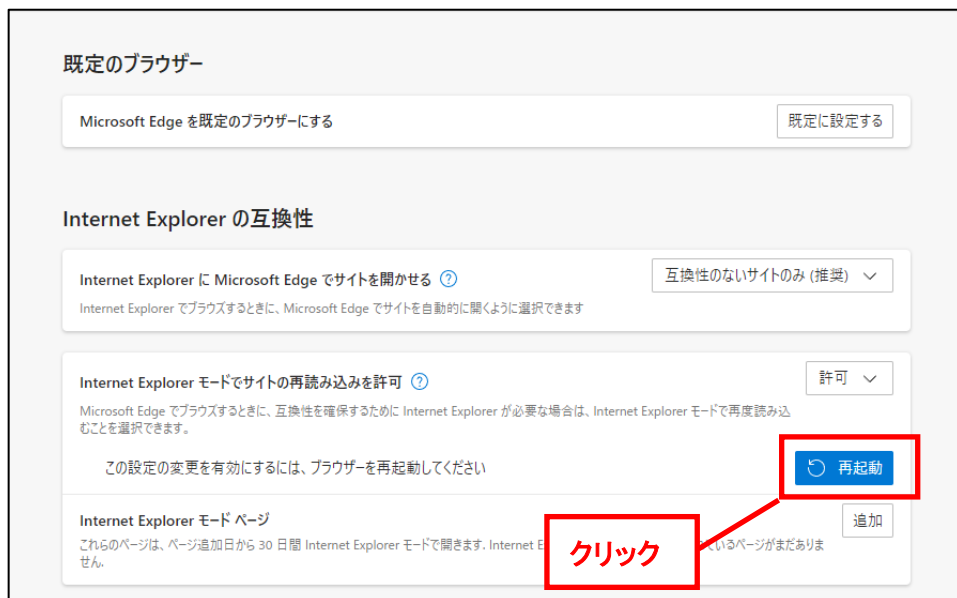 既定のブラウザー
Microsoft Edge を既定のブラウザーにする
既定に設定する
Internet Explorer の互換性
Internet Explorer に Microsoft Edge でサイトを開かせる ?
互換性のないサイトのみ (推奨)
Internet Explorer でブラウズするときに、Microsoft Edge でサイトを自動的に開くように選択できます
Internet Explorer モードでサイトの再読み込みを許可 ?
許可
Microsoft Edge でブラウズするときに、互換性を確保するために Internet Explorer が必要な場合は、Internet Explorer モードで再度読み込
むことを選択できます。
この設定の変更を有効にするには、ブラウザーを再起動してください
再起動
Internet Explorer モード ページ
追加
これらのページは、ページ追加日から 30 日間 Internet Explorer モードで開きます. Internet E
ているページがまだありま
せん.
クリック